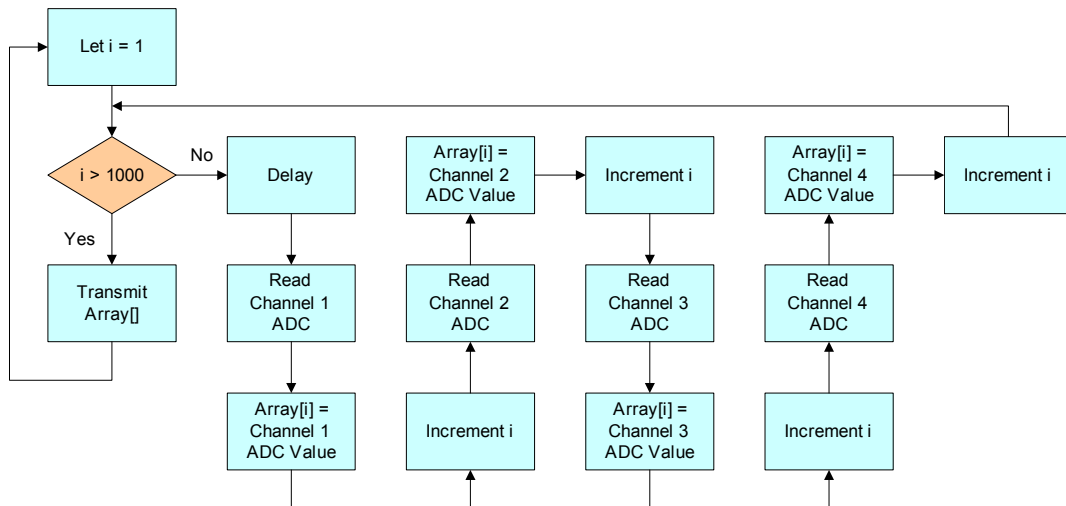 Let i = 1
i > 1000
No
Yes
Transmit
Array[]
Delay
Read
Channel 1
ADC
Array[i] =
Channel 1
ADC Value
Increment i
Read
Channel 2
ADC
Array[i] =
Channel 2
ADC Value
Increment i
Read
Channel 3
ADC
Array[i] =
Channel 3
ADC Value
Increment i
Read
Channel 4
ADC
Array[i] =
Channel 4
ADC Value
Increment i